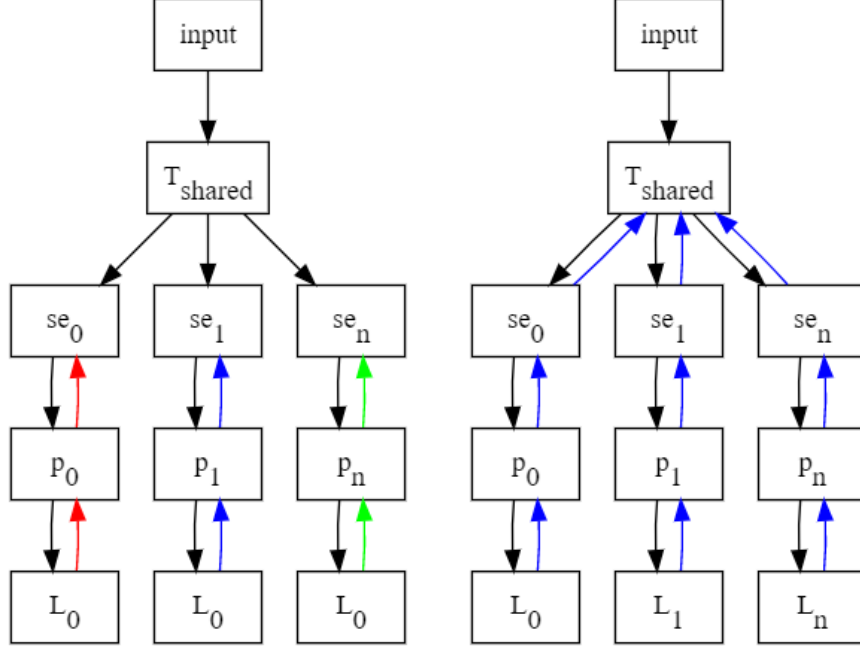 input input
T_shared T_shared
se_0 se_1 se_n se_0 se_1 se_n
p_0 p_1 p_n p_0 p_1 p_n
L_0 L_0 L_0 L_0 L_1 L_n